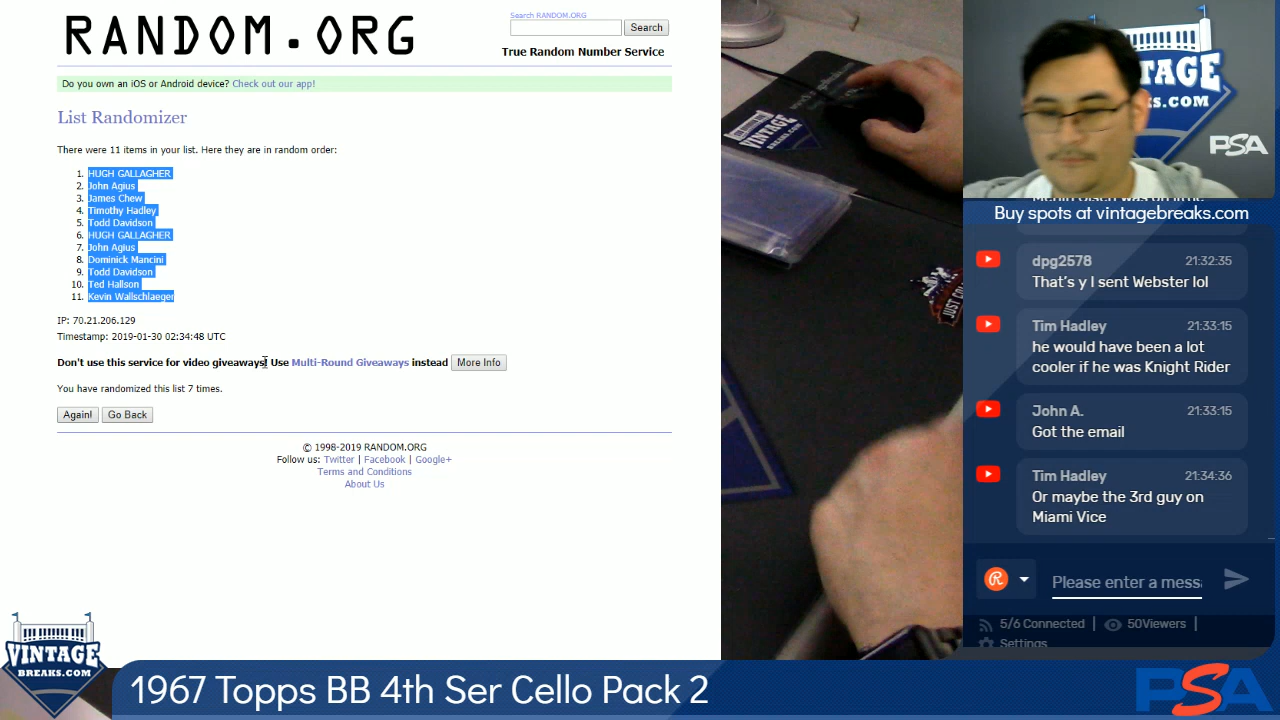 RANDOM.ORG
Search RANDOM.ORG
Search
True Random Number Service
Do you own an iOS or Android device? Check out our app!
List Randomizer
There were 11 items in your list. Here they are in random order:
1. HUGH GALLAGHER
2. John Agius
3. James Chew
4. Timothy Hadley
5. Todd Davidson
6. HUGH GALLAGHER
7. John Agius
8. Dominick Mancini
9. Todd Davidson
10. Ted Hallson
11. Kevin Wallschlaeger
IP: 70.21.206.129
Timestamp: 2019-01-30 02:34:48 UTC
Don't use this service for video giveaways! Use Multi-Round Giveaways instead More Info
You have randomized this list 7 times.
Again! Go Back
© 1998-2019 RANDOM.ORG
Follow us: Twitter | Facebook | Google+
Terms and Conditions
About Us
VINTAGE
JUST
VINTAGE
BREAKS.COM
PSA
Buy spots at vintagebreaks.com
dpg2578 21:32:35
That's y I sent Webster lol
Tim Hadley 21:33:15
he would have been a lot
cooler if he was Knight Rider
John A. 21:33:15
Got the email
Tim Hadley 21:34:36
Or maybe the 3rd guy on
Miami Vice
Please enter a messa
5/6 Connected | 50Viewers |
Settings
VINTAGE
BREAKS.COM
1967 Topps BB 4th Ser Cello Pack 2
PSA